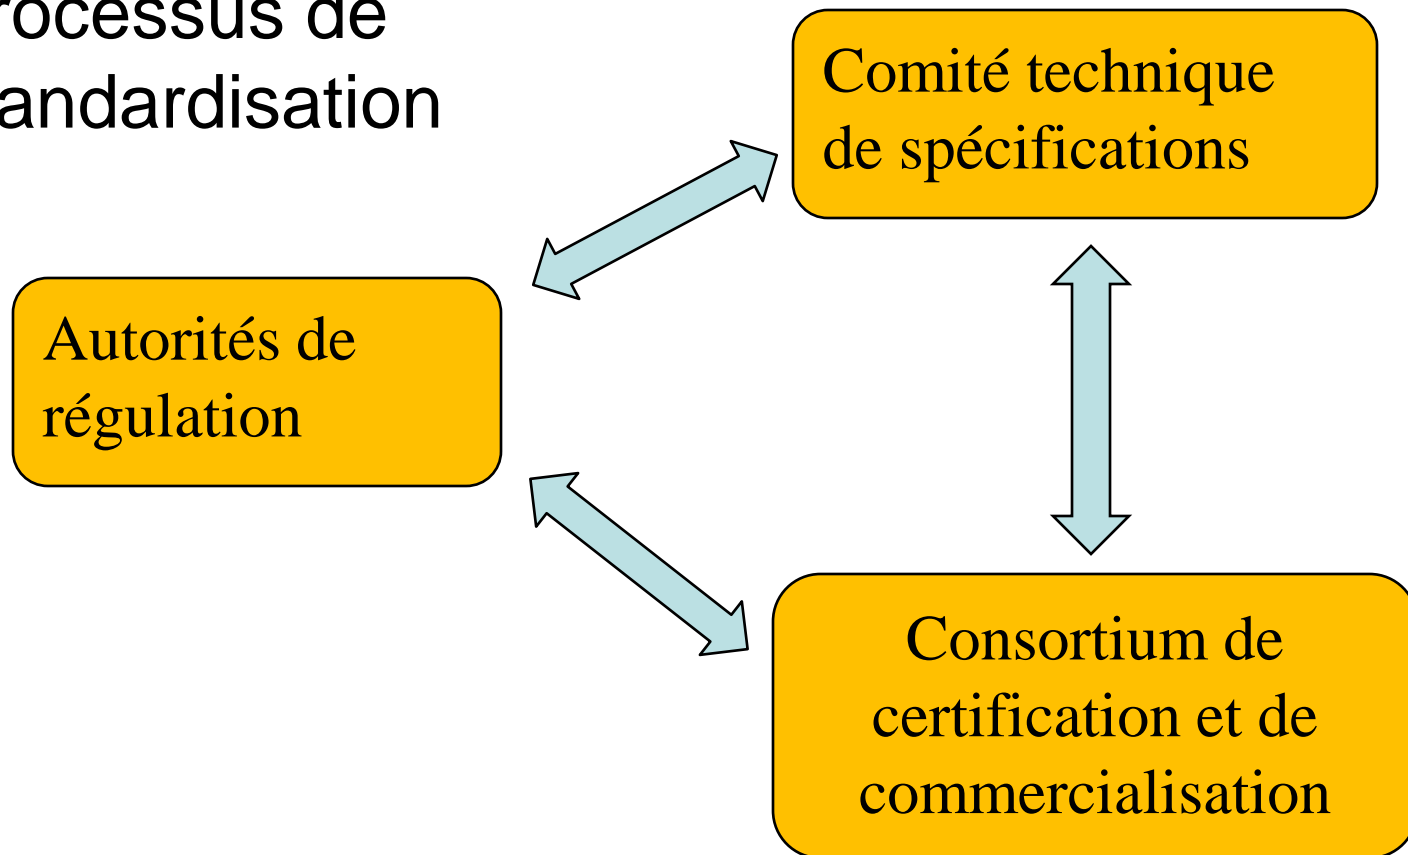 rocessus de
andardisation
Comité technique
de spécifications
Autorités de
régulation
Consortium de
certification et de
commercialisation